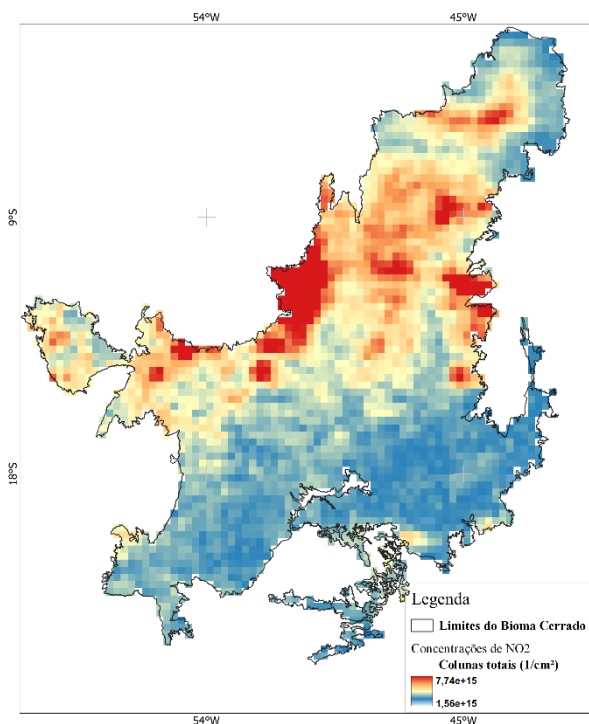 54°W
45°W
9°S
18°S
Legenda
Limites do Bioma Cerrado
Concentrações de NO2
Colunas totais (1/cm²)
7,74e+15
1,56e+15
54°W
45°W